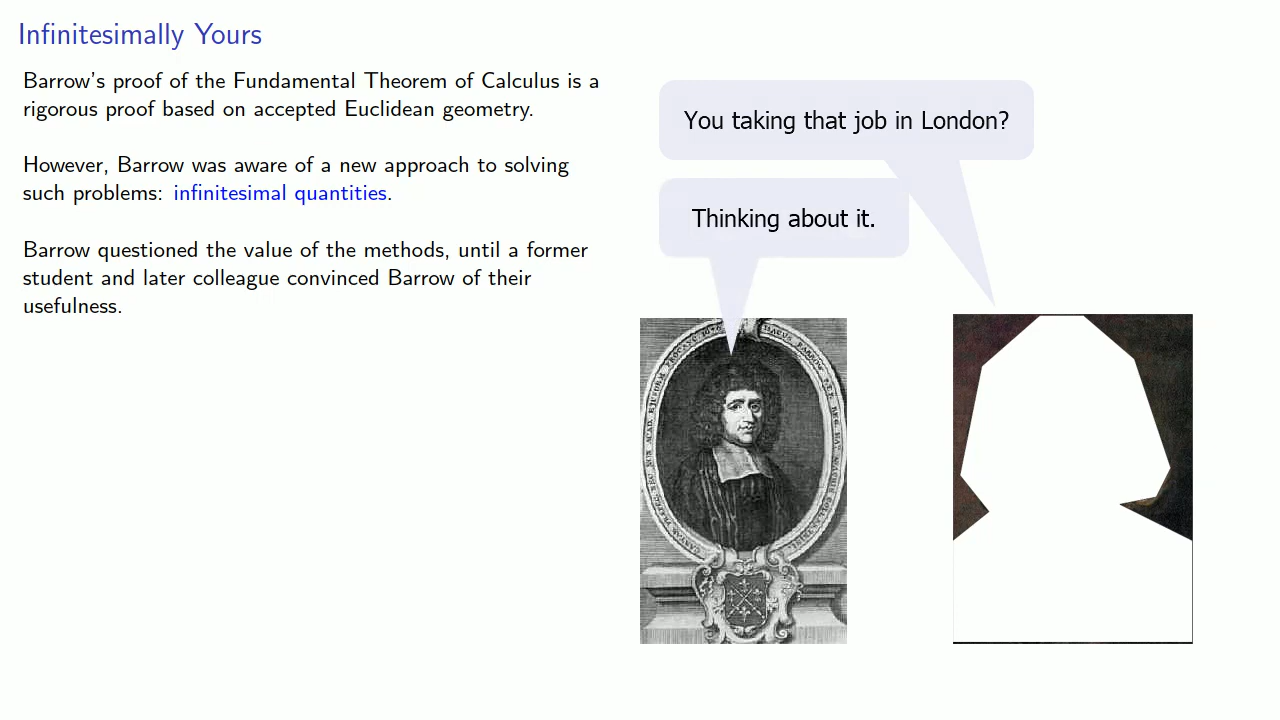 Infinitesimally Yours
Barrow's proof of the Fundamental Theorem of Calculus is a
rigorous proof based on accepted Euclidean geometry.
However, Barrow was aware of a new approach to solving
such problems: infinitesimal quantities.
Barrow questioned the value of the methods, until a former
student and later colleague convinced Barrow of their
usefulness.
You taking that job in London?
Thinking about it.